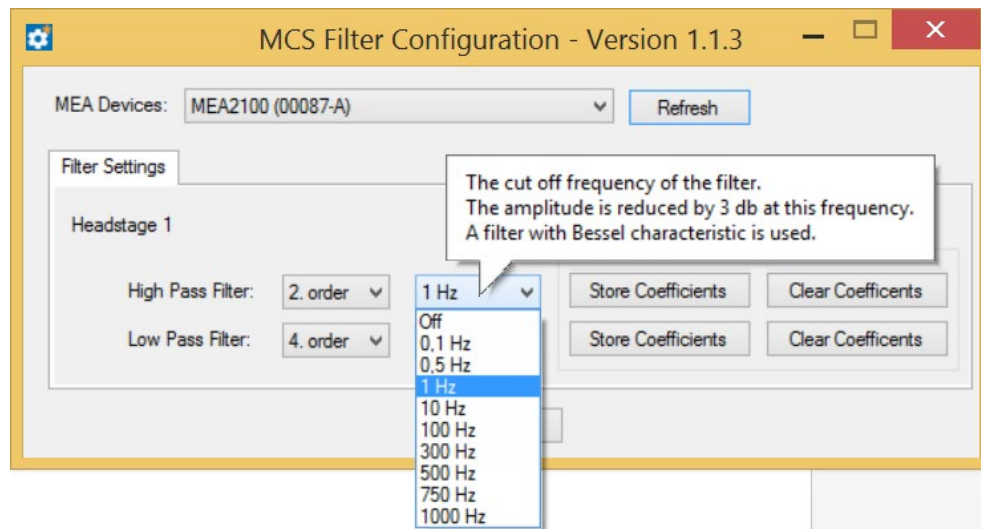 MCS Filter Configuration - Version 1.1.3
MEA Devices:
MEA2100 (00087-A)
Refresh
Filter Settings
The cut off frequency of the filter.
The amplitude is reduced by 3 db at this frequency.
A filter with Bessel characteristic is used.
Headstage 1
High Pass Filter:
2. order
1 Hz
Store Coefficients
Clear Coefficents
Low Pass Filter:
4. order
Store Coefficients
Clear Coefficents
Off
0,1 Hz
0,5 Hz
1 Hz
10 Hz
100 Hz
300 Hz
500 Hz
750 Hz
1000 Hz